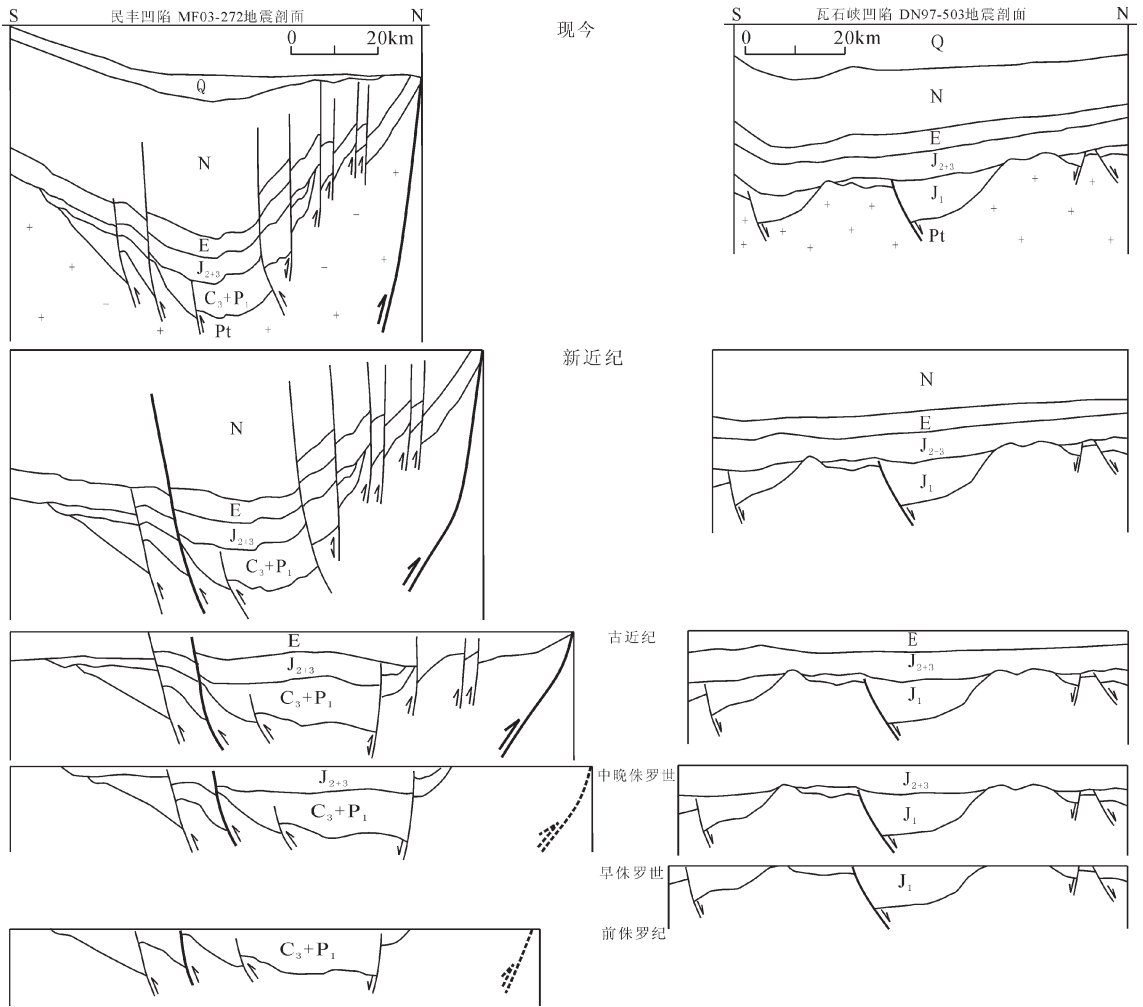 S 民丰凹陷 MF03-272地震剖面 N
0 20km
Q
N
E
J2+3
C3+P1
Pt
现今
S 瓦石峡凹陷 DN97-503地震剖面 N
0 20km
Q
N
E
J2+3
J1
Pt
新近纪
N
E
J2+3
C3+P1
N
E
J2-3
J1
古近纪
E
J2+3
C3+P1
E
J2+3
J1
中晚侏罗世
J2+3
C3+P1
J2+3
J1
早侏罗世
J1
前侏罗纪
C3+P1